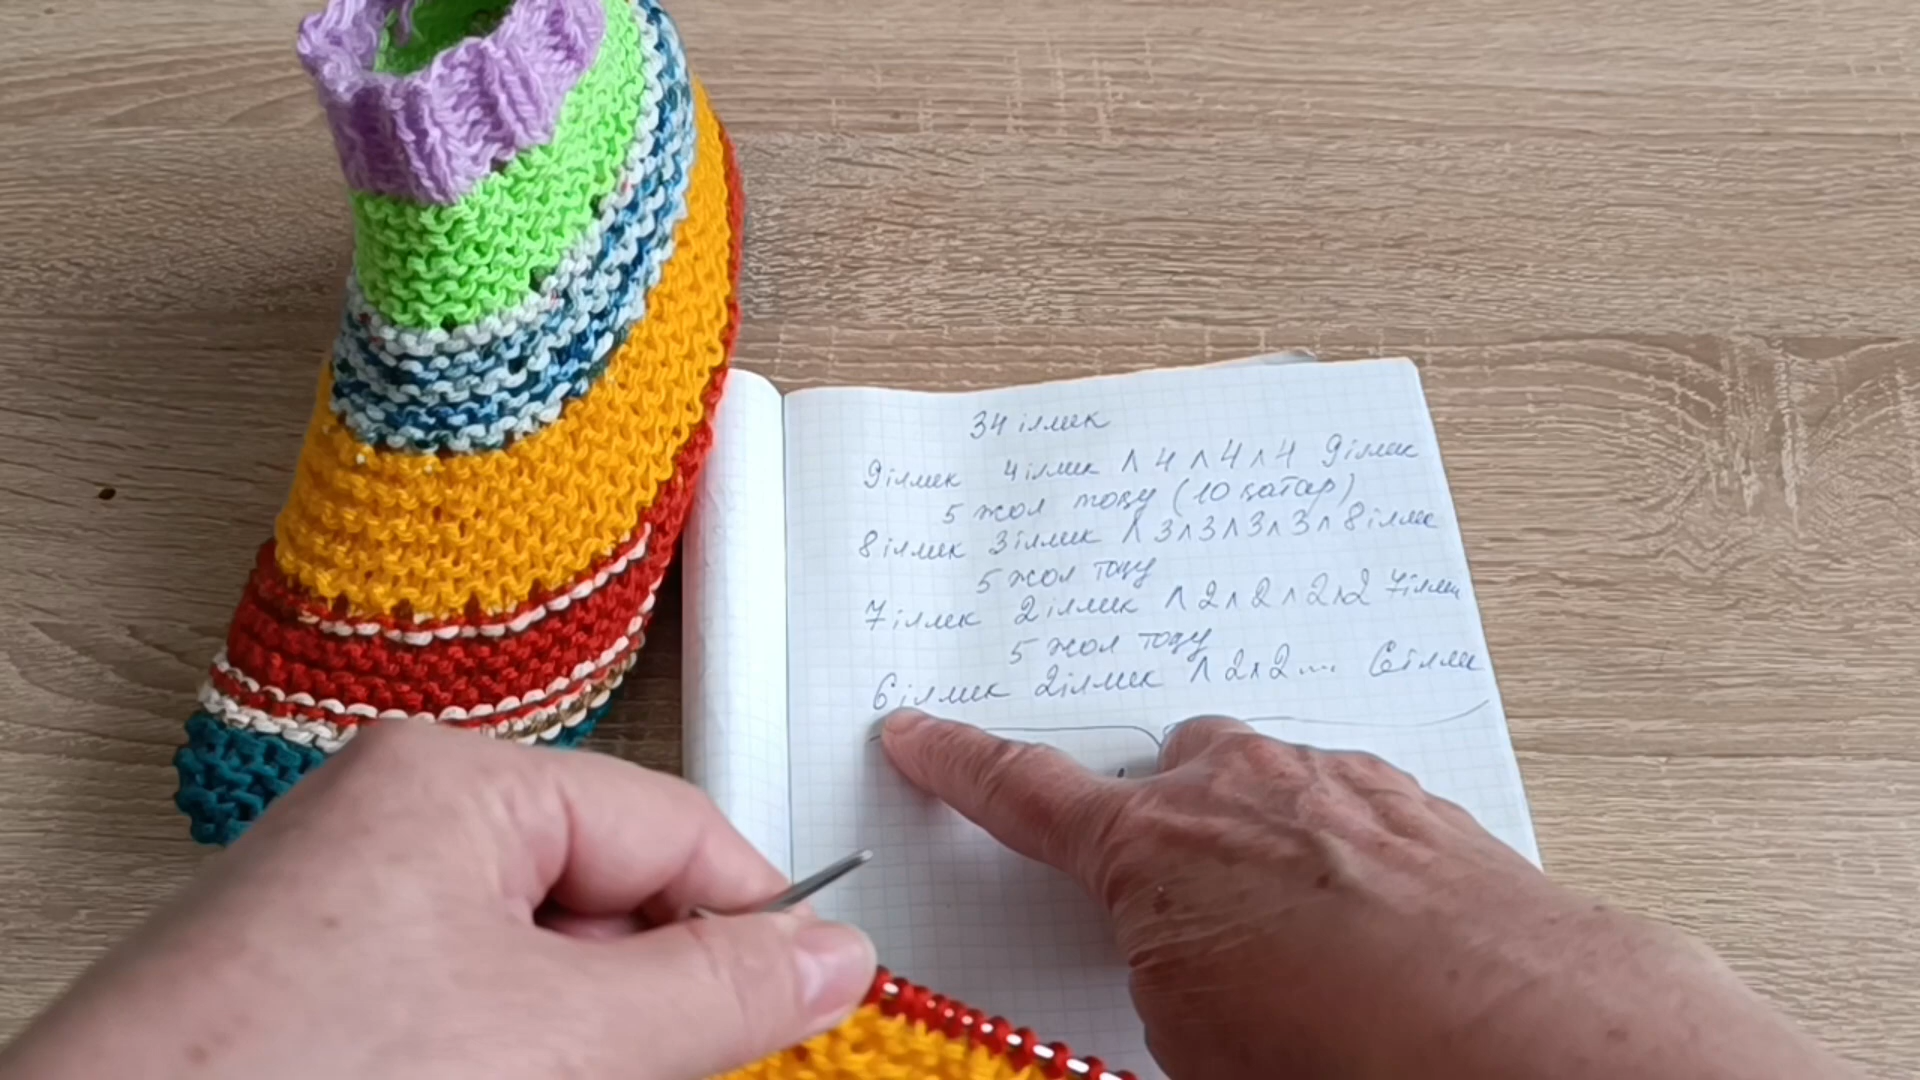 34 ілмек
9 ілмек 4 ілмек ʌ 4 ʌ 4 ʌ 4 9 ілмек
5 жол тоқу (10 қатар)
8 ілмек 3 ілмек ʌ 3 ʌ 3 ʌ 3 ʌ 3 ʌ 8 ілмек
5 жол тоқу
7 ілмек 2 ілмек ʌ 2 ʌ 2 ʌ 2 ʌ 2 7 ілмек
5 жол тоқу
6 ілмек 2 ілмек ʌ 2 ʌ 2 ... 6 ілмек